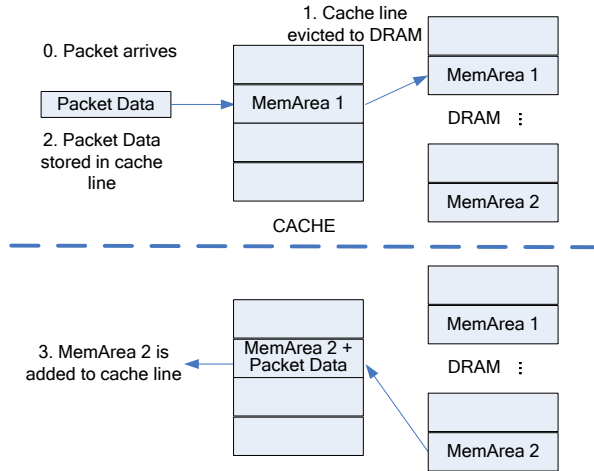 1. Cache line
evicted to DRAM
0. Packet arrives
MemArea 1
Packet Data
MemArea 1
DRAM ⋮
2. Packet Data
stored in cache
line
MemArea 2
CACHE
MemArea 1
3. MemArea 2 is
added to cache line
MemArea 2 +
Packet Data
DRAM ⋮
MemArea 2